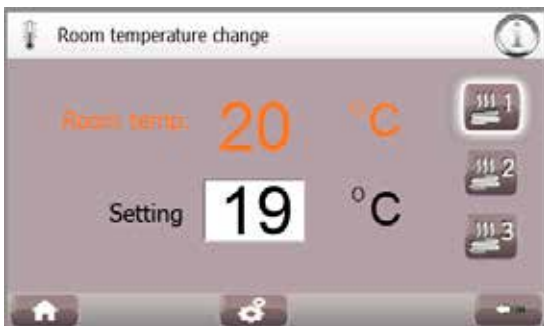 Room temperature change
Room temp. 20 °C
1
Setting 19 °C
2
3